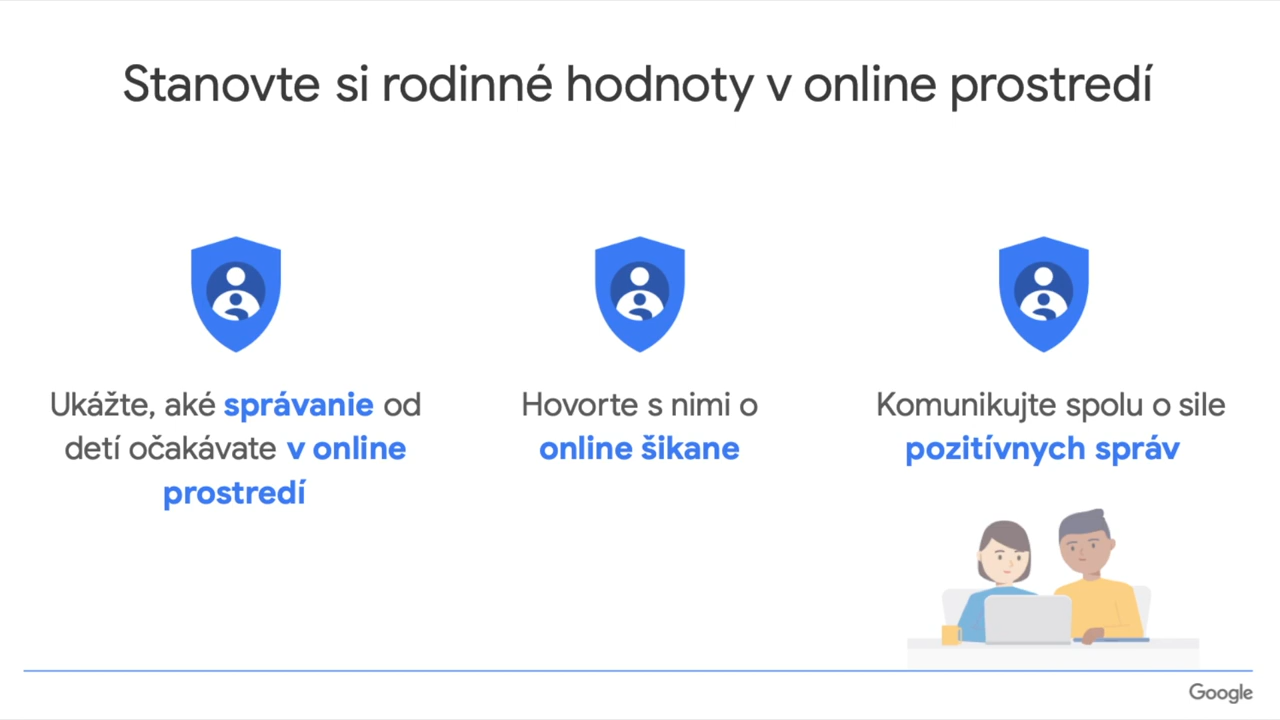 Stanovte si rodinné hodnoty v online prostredí
Ukážte, aké správanie od
detí očakávate v online
prostredí
Hovorte s nimi o
online šikane
Komunikujte spolu o sile
pozitívnych správ
Google